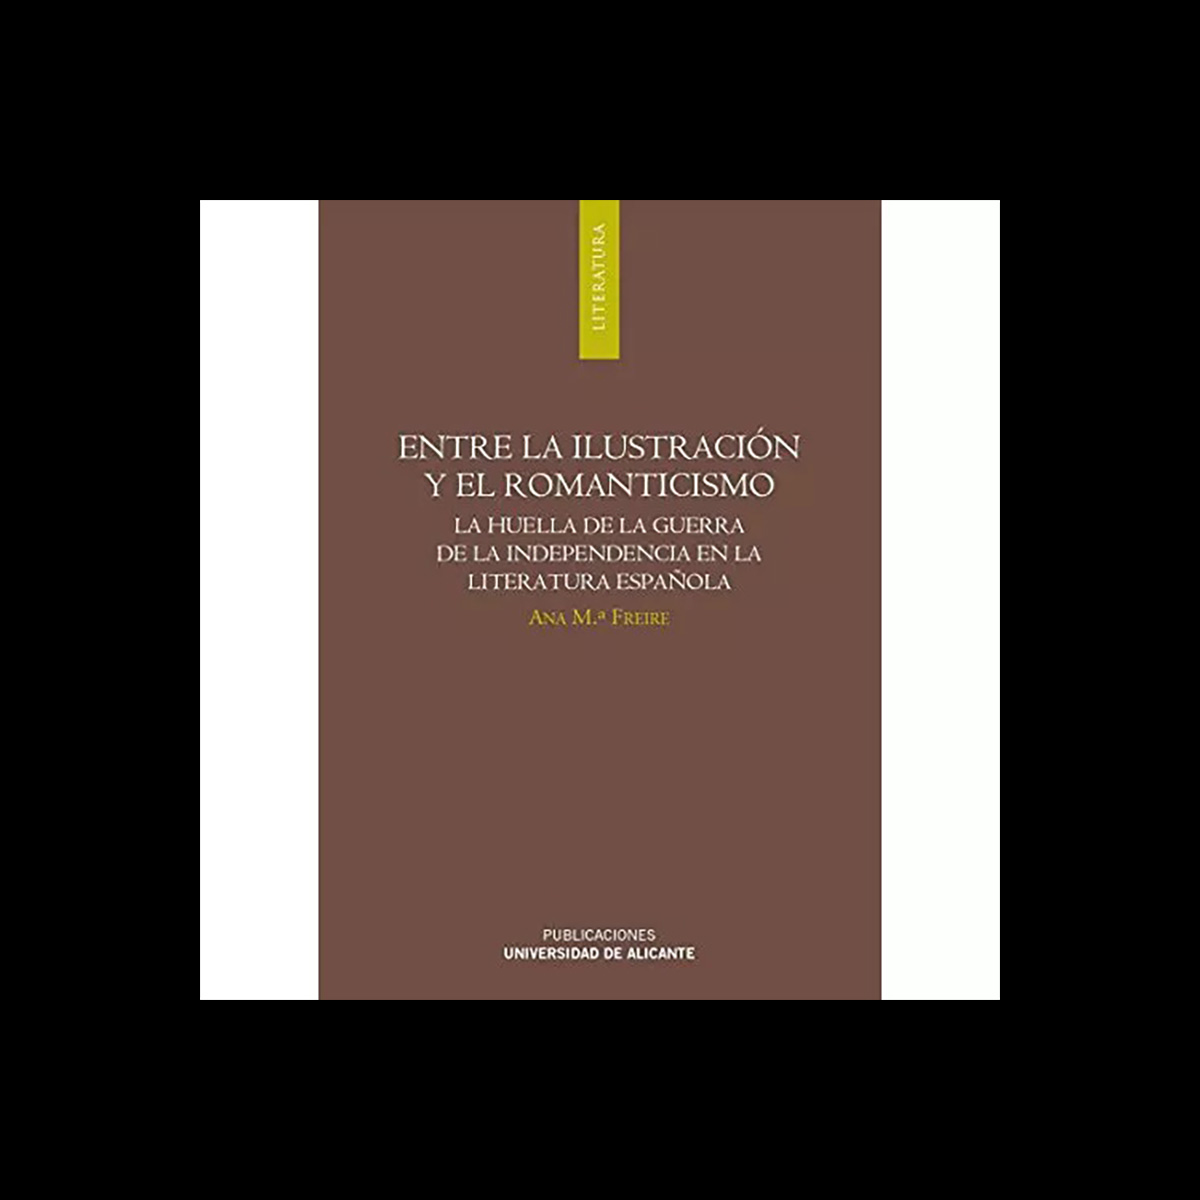 LITERATURA
ENTRE LA ILUSTRACIÓN
Y EL ROMANTICISMO
LA HUELLA DE LA GUERRA
DE LA INDEPENDENCIA EN LA
LITERATURA ESPAÑOLA
ANA M.ª FREIRE
PUBLICACIONES
UNIVERSIDAD DE ALICANTE